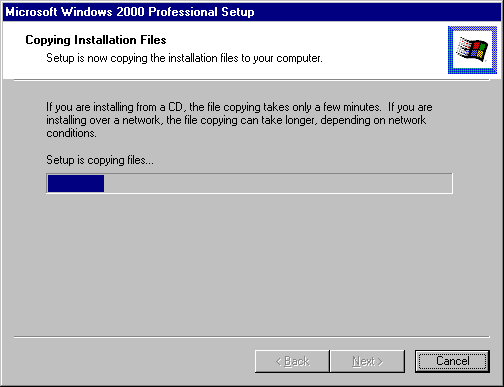 Microsoft Windows 2000 Professional Setup
Copying Installation Files
Setup is now copying the installation files to your computer.
If you are installing from a CD, the file copying takes only a few minutes.  If you are
installing over a network, the file copying can take longer, depending on network
conditions.
Setup is copying files...
< Back
Next >
Cancel